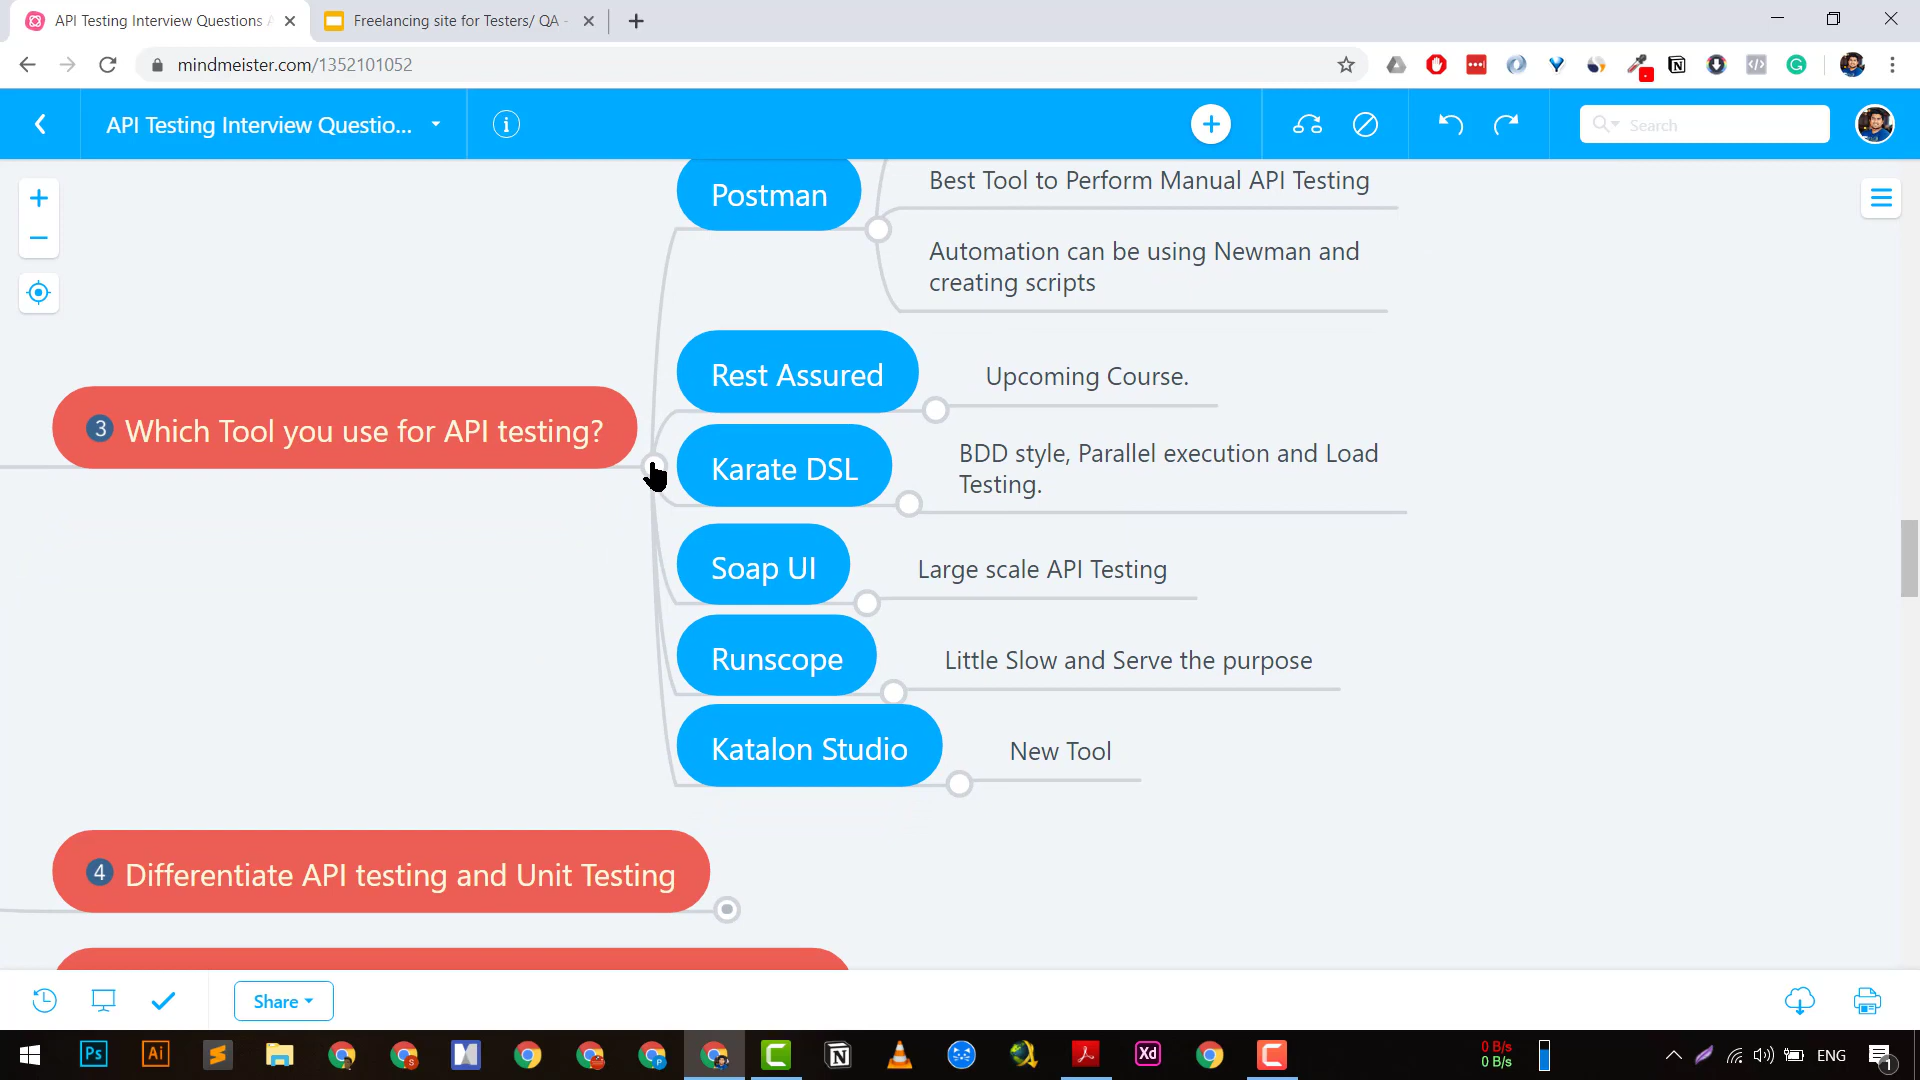 API Testing Interview Questions A
Freelancing site for Testers/ QA -
mindmeister.com/1352101052
API Testing Interview Questio...
Search
Postman
Best Tool to Perform Manual API Testing
Automation can be using Newman and
creating scripts
Rest Assured
Upcoming Course.
3 Which Tool you use for API testing?
Karate DSL
BDD style, Parallel execution and Load
Testing.
Soap UI
Large scale API Testing
Runscope
Little Slow and Serve the purpose
Katalon Studio
New Tool
4 Differentiate API testing and Unit Testing
Share
Ps
Ai
Xd
0 B/s
0 B/s
ENG
1